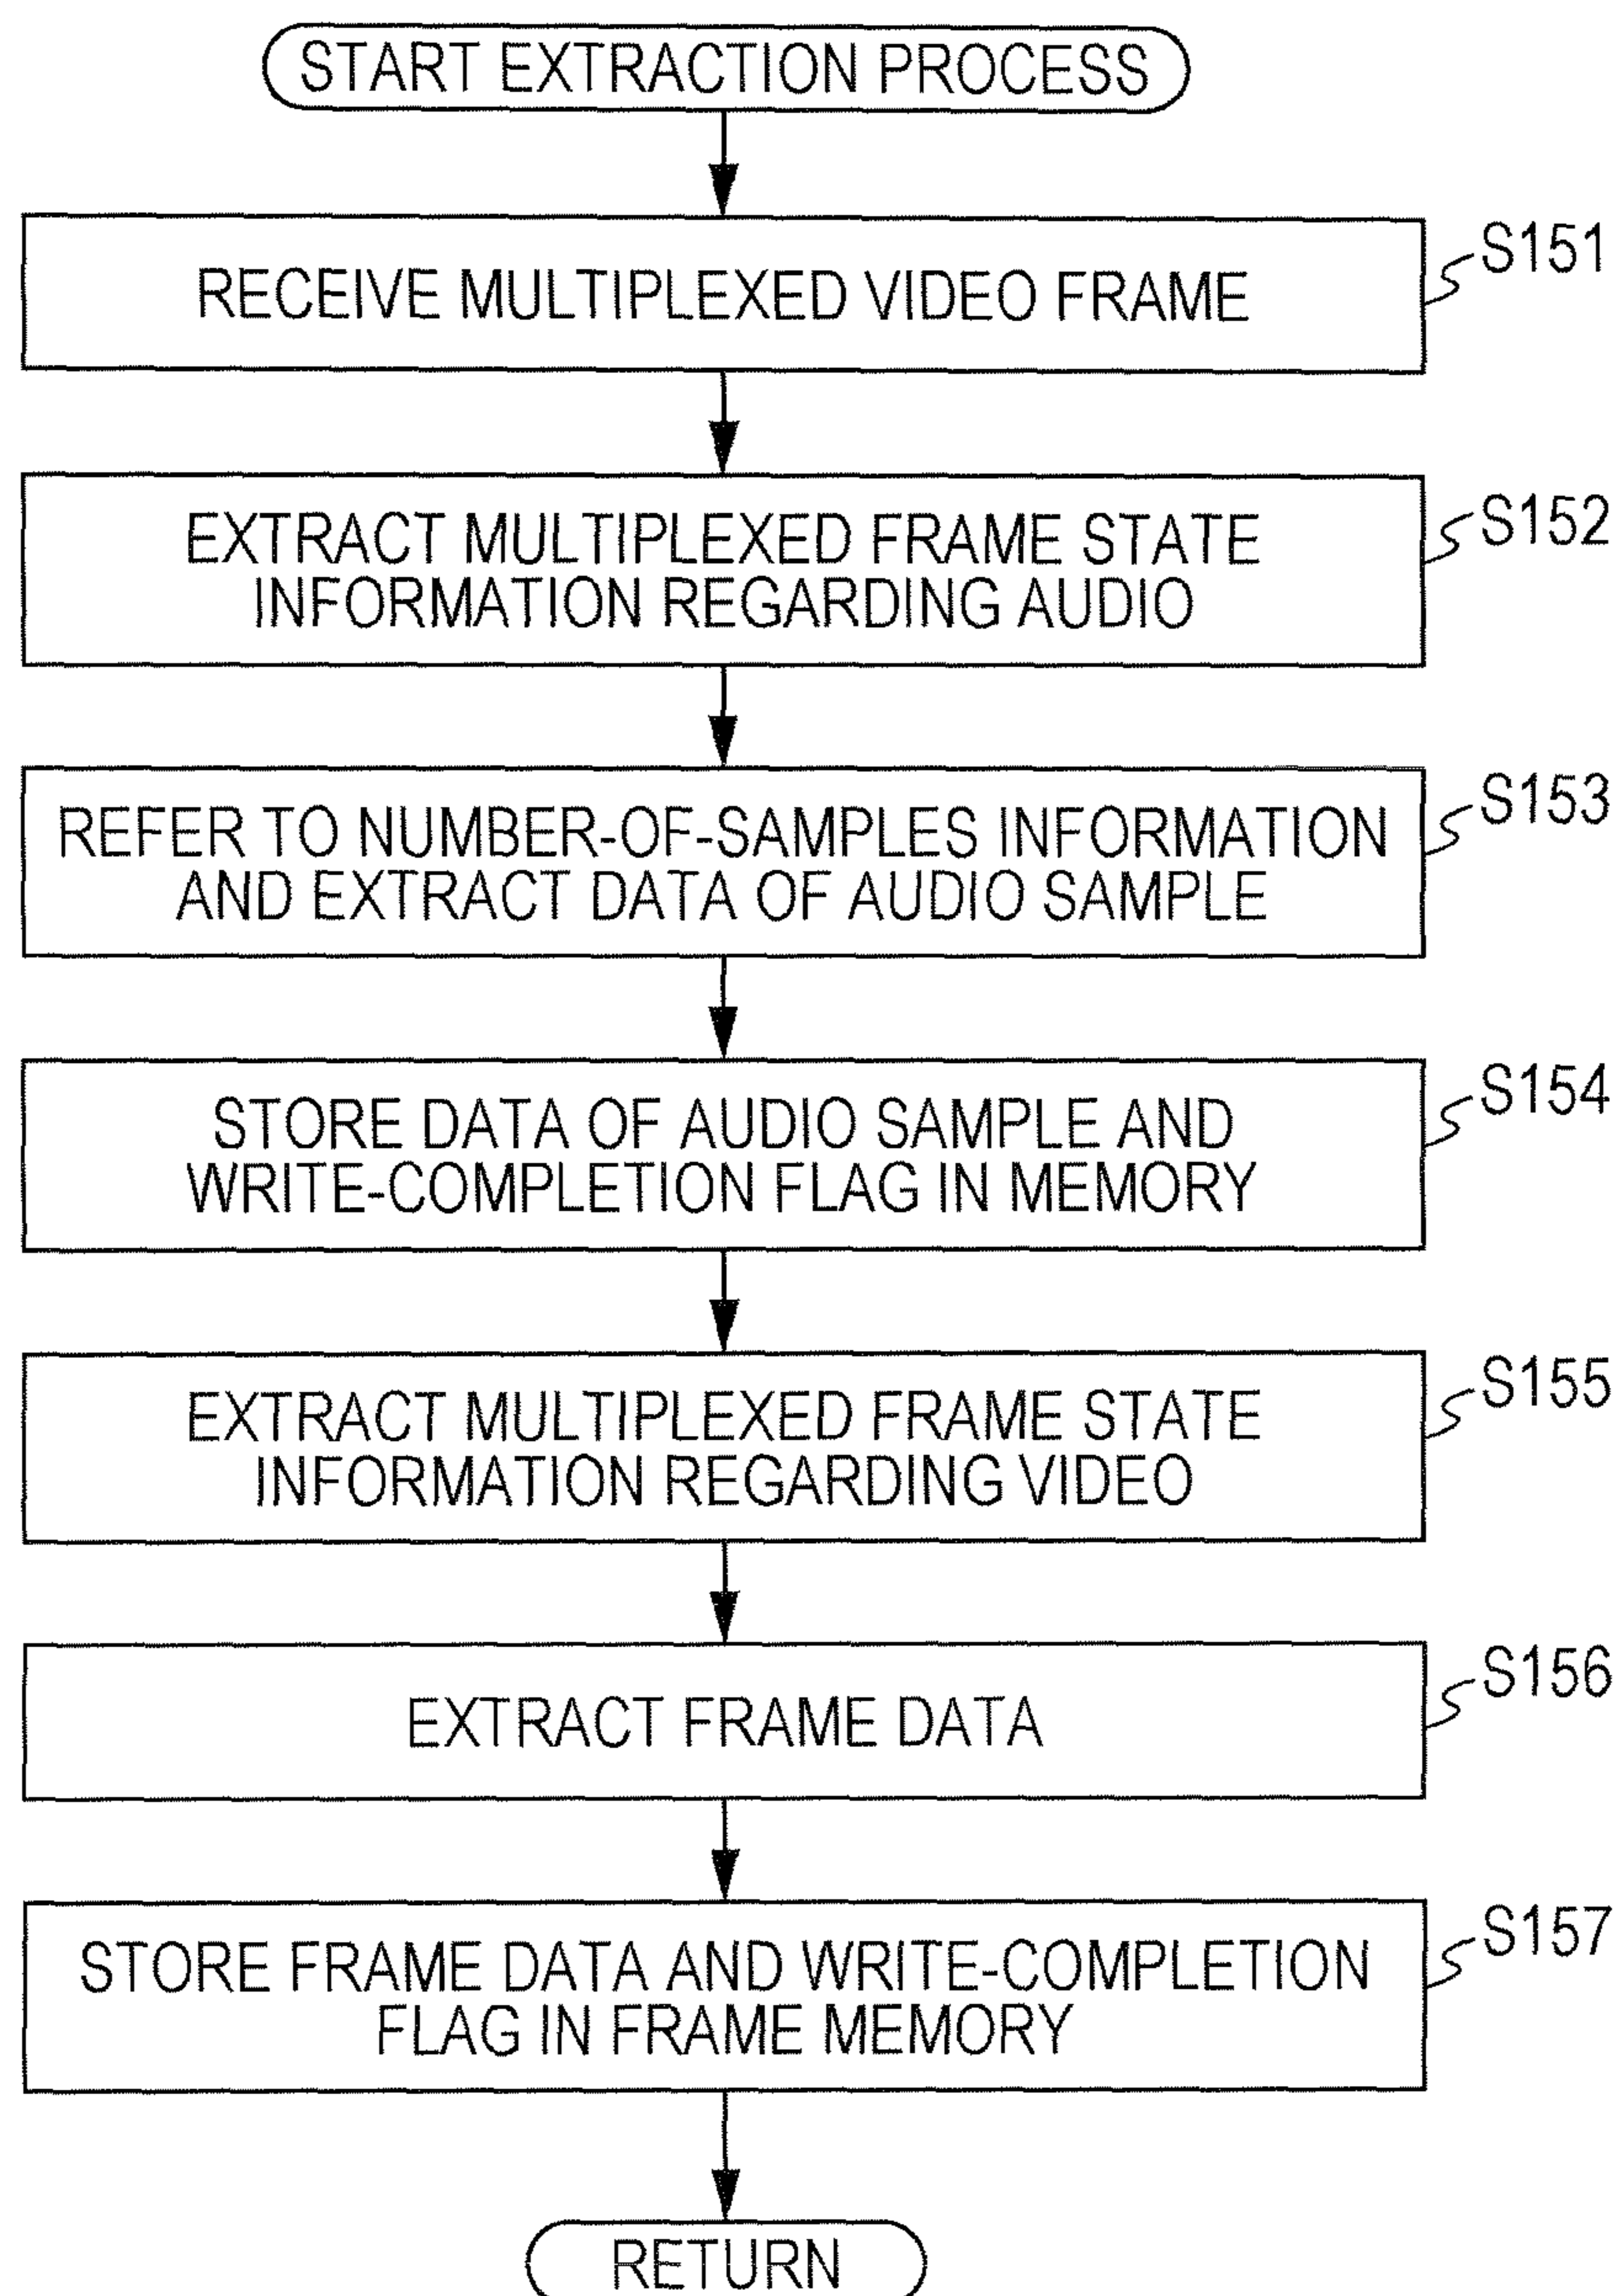 START EXTRACTION PROCESS
RECEIVE MULTIPLEXED VIDEO FRAME
S151
EXTRACT MULTIPLEXED FRAME STATE
INFORMATION REGARDING AUDIO
S152
REFER TO NUMBER-OF-SAMPLES INFORMATION
AND EXTRACT DATA OF AUDIO SAMPLE
S153
STORE DATA OF AUDIO SAMPLE AND
WRITE-COMPLETION FLAG IN MEMORY
S154
EXTRACT MULTIPLEXED FRAME STATE
INFORMATION REGARDING VIDEO
S155
EXTRACT FRAME DATA
S156
STORE FRAME DATA AND WRITE-COMPLETION
FLAG IN FRAME MEMORY
S157
RETURN